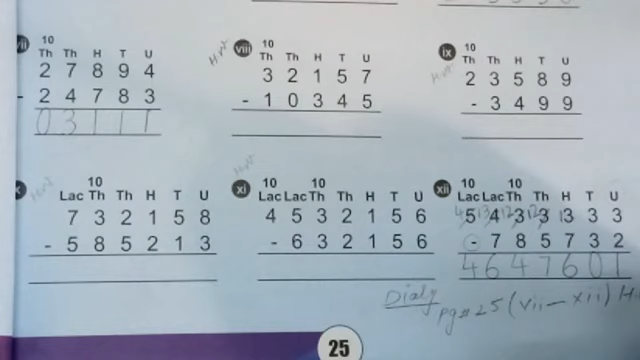 vii 10
Th Th H T U
2 7 8 9 4
- 2 4 7 8 3
0 3 1 1 1
viii 10
Th Th H T U
3 2 1 5 7
- 1 0 3 4 5
ix 10
Th Th H T U
2 3 5 8 9
- 3 4 9 9
x 10
Lac Th Th H T U
7 3 2 1 5 8
- 5 8 5 2 1 3
xi 10 10
Lac Lac Th Th H T U
4 5 3 2 1 5 6
- 6 3 2 1 5 6
xii 10 10
Lac Lac Th Th H T U
5 4 3 3 3 3 3
- 7 8 5 7 3 2
4 6 4 7 6 0 1
Dialy
pg# 25 (vii — xii)
25